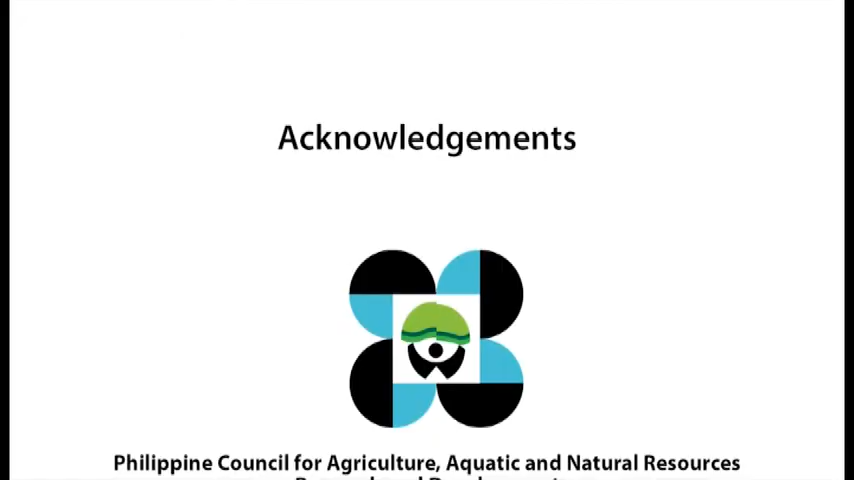 Acknowledgements
Philippine Council for Agriculture, Aquatic and Natural Resources